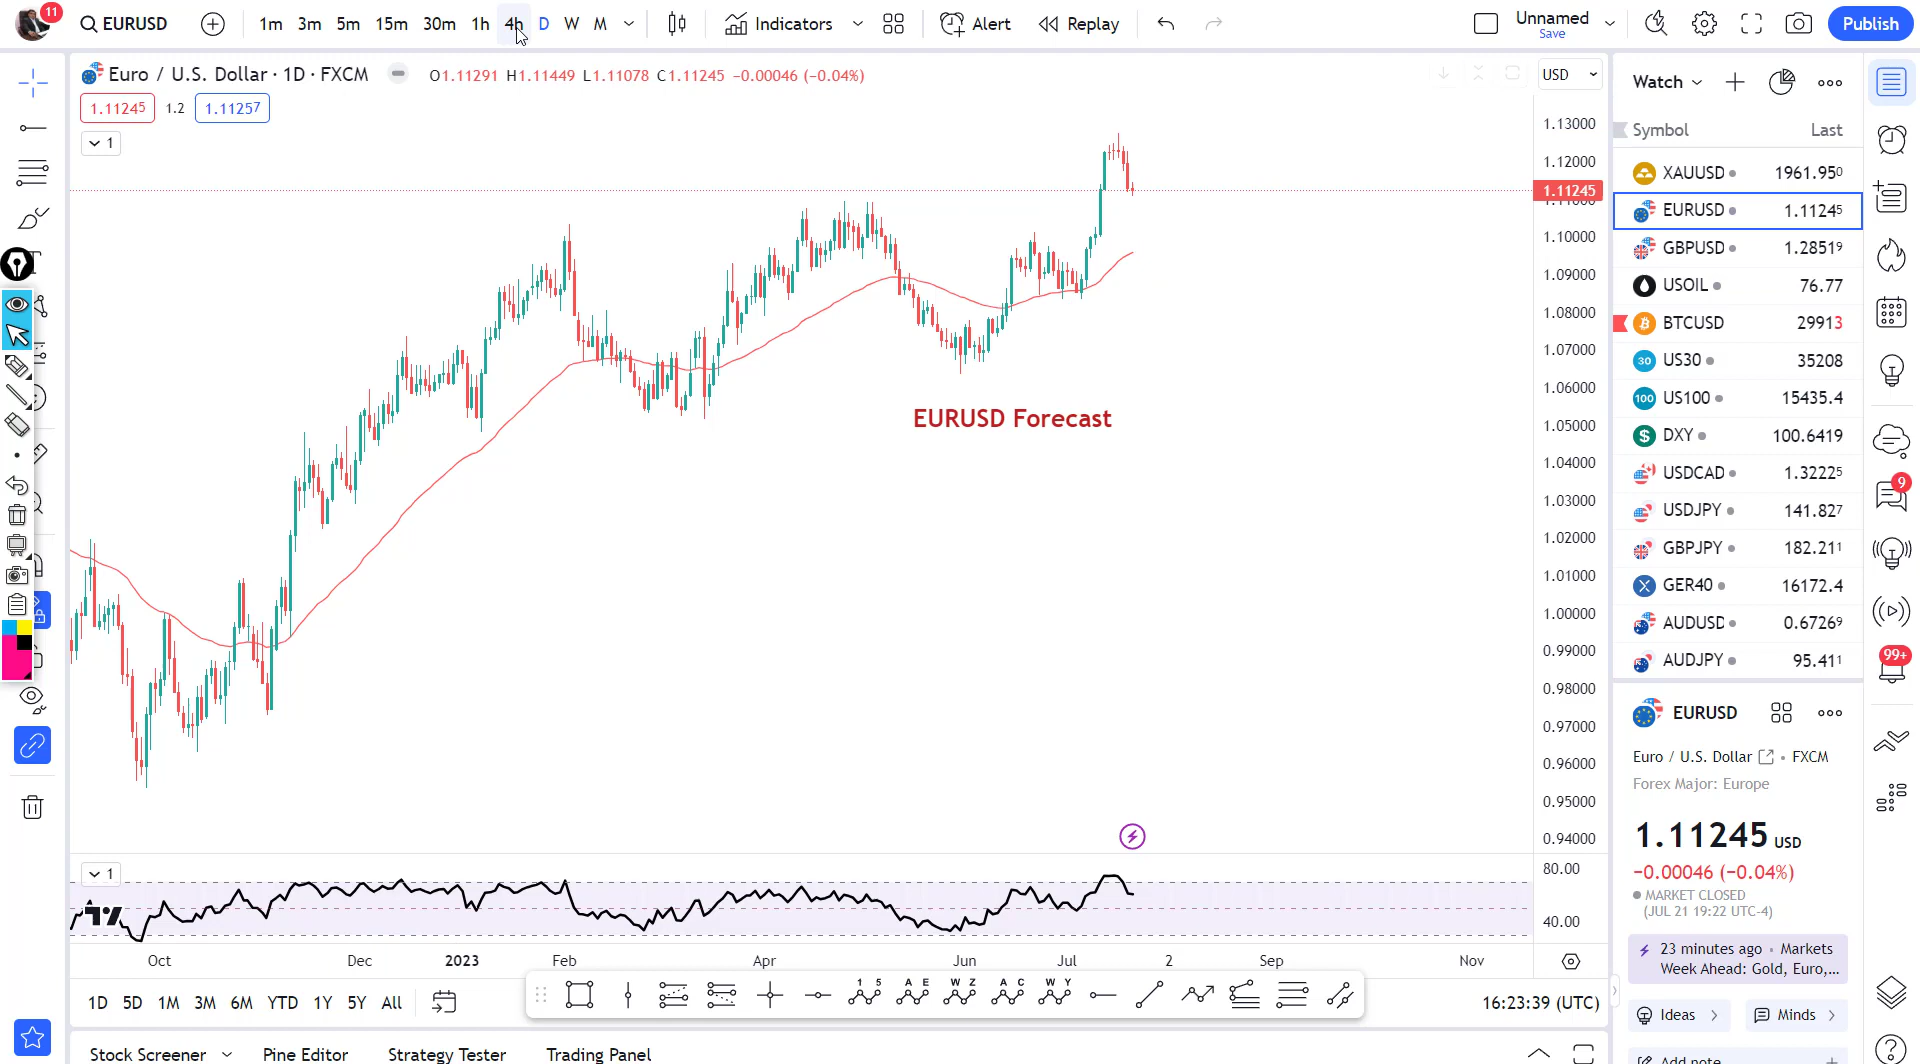 11
EURUSD
1m 3m 5m 15m 30m 1h 4h D W M
Indicators
Alert
Replay
Unnamed
Save
Publish
Euro / U.S. Dollar · 1D · FXCM
O1.11291 H1.11449 L1.11078 C1.11245 −0.00046 (−0.04%)
1.11245 1.2 1.11257
1
EURUSD Forecast
USD
1.13000
1.12000
1.11245
1.11000
1.10000
1.09000
1.08000
1.07000
1.06000
1.05000
1.04000
1.03000
1.02000
1.01000
1.00000
0.99000
0.98000
0.97000
0.96000
0.95000
0.94000
1
80.00
40.00
Oct Dec 2023 Feb Apr Jun Jul 2 Sep Nov
1D 5D 1M 3M 6M YTD 1Y 5Y All
1 5
A E
W Z
A C
W Y
16:23:39 (UTC)
Stock Screener Pine Editor Strategy Tester Trading Panel
Watch
Symbol Last
XAUUSD 1961.950
EURUSD 1.11245
GBPUSD 1.28519
USOIL 76.77
BTCUSD 29913
30 US30 35208
100 US100 15435.4
DXY 100.6419
USDCAD 1.32225
USDJPY 141.827
GBPJPY 182.211
GER40 16172.4
AUDUSD 0.67269
AUDJPY 95.411
9
99+
EURUSD
Euro / U.S. Dollar • FXCM
Forex Major: Europe
1.11245 USD
−0.00046 (−0.04%)
MARKET CLOSED
(JUL 21 19:22 UTC-4)
23 minutes ago • Markets
Week Ahead: Gold, Euro,...
Ideas
Minds
Add note